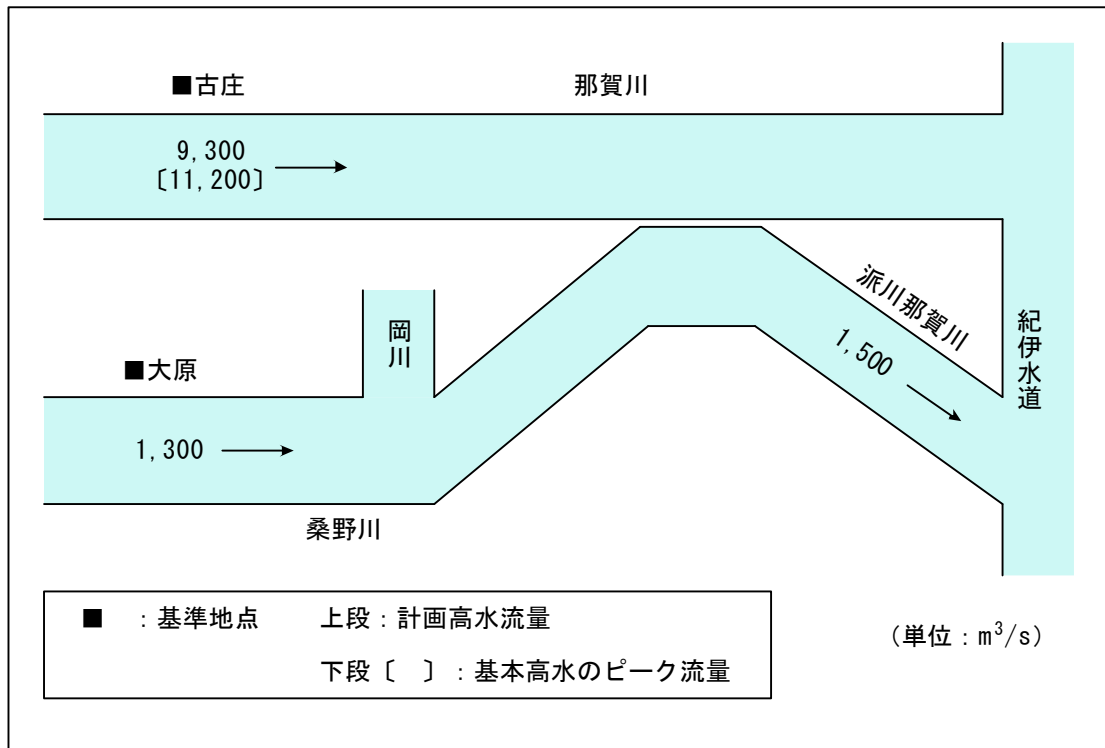 ■古庄
那賀川
9,300
〔11,200〕
派川那賀川
1,500
紀伊水道
岡川
■大原
1,300
桑野川
■ :基準地点 上段:計画高水流量
下段〔 〕:基本高水のピーク流量
(単位:m³/s)